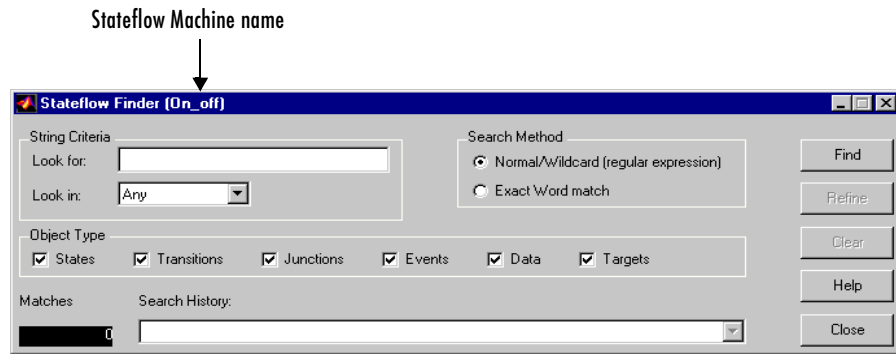 Stateflow Machine name
Stateflow Finder (On_off)
String Criteria
Look for:
Look in: Any
Search Method
Normal/Wildcard (regular expression)
Exact Word match
Find
Refine
Clear
Help
Close
Object Type
States Transitions Junctions Events Data Targets
Matches
0
Search History: